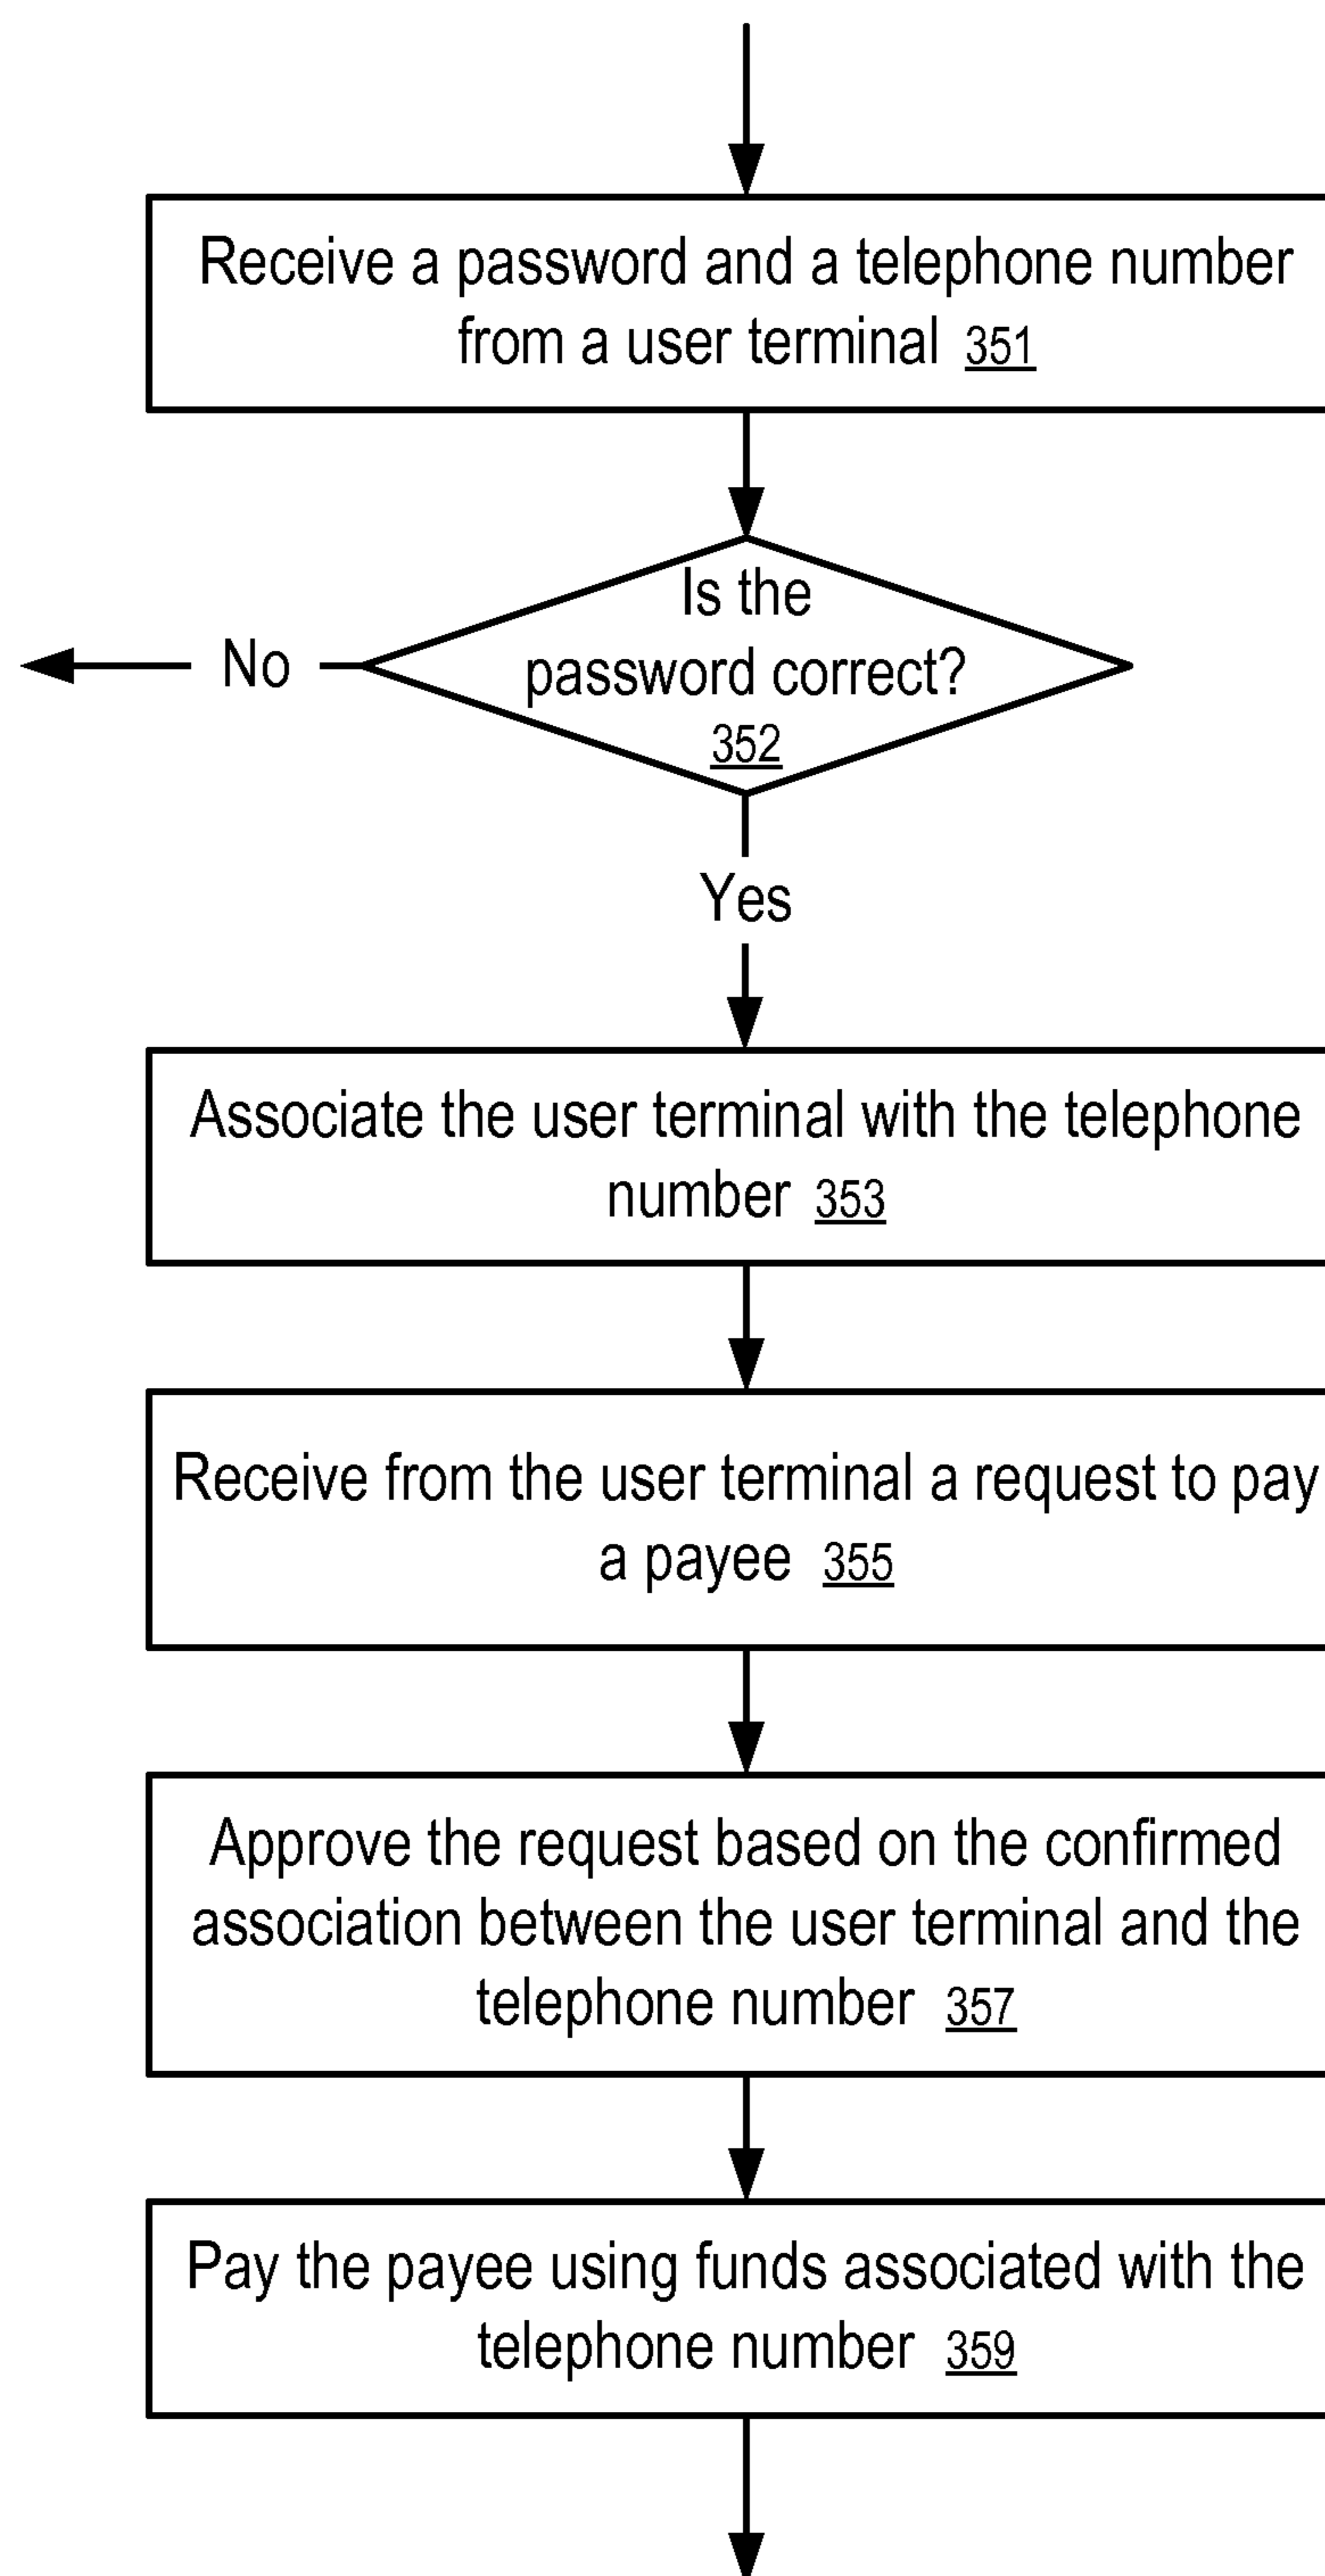 Receive a password and a telephone number
from a user terminal 351
Is the
password correct?
352
No
Yes
Associate the user terminal with the telephone
number 353
Receive from the user terminal a request to pay
a payee 355
Approve the request based on the confirmed
association between the user terminal and the
telephone number 357
Pay the payee using funds associated with the
telephone number 359